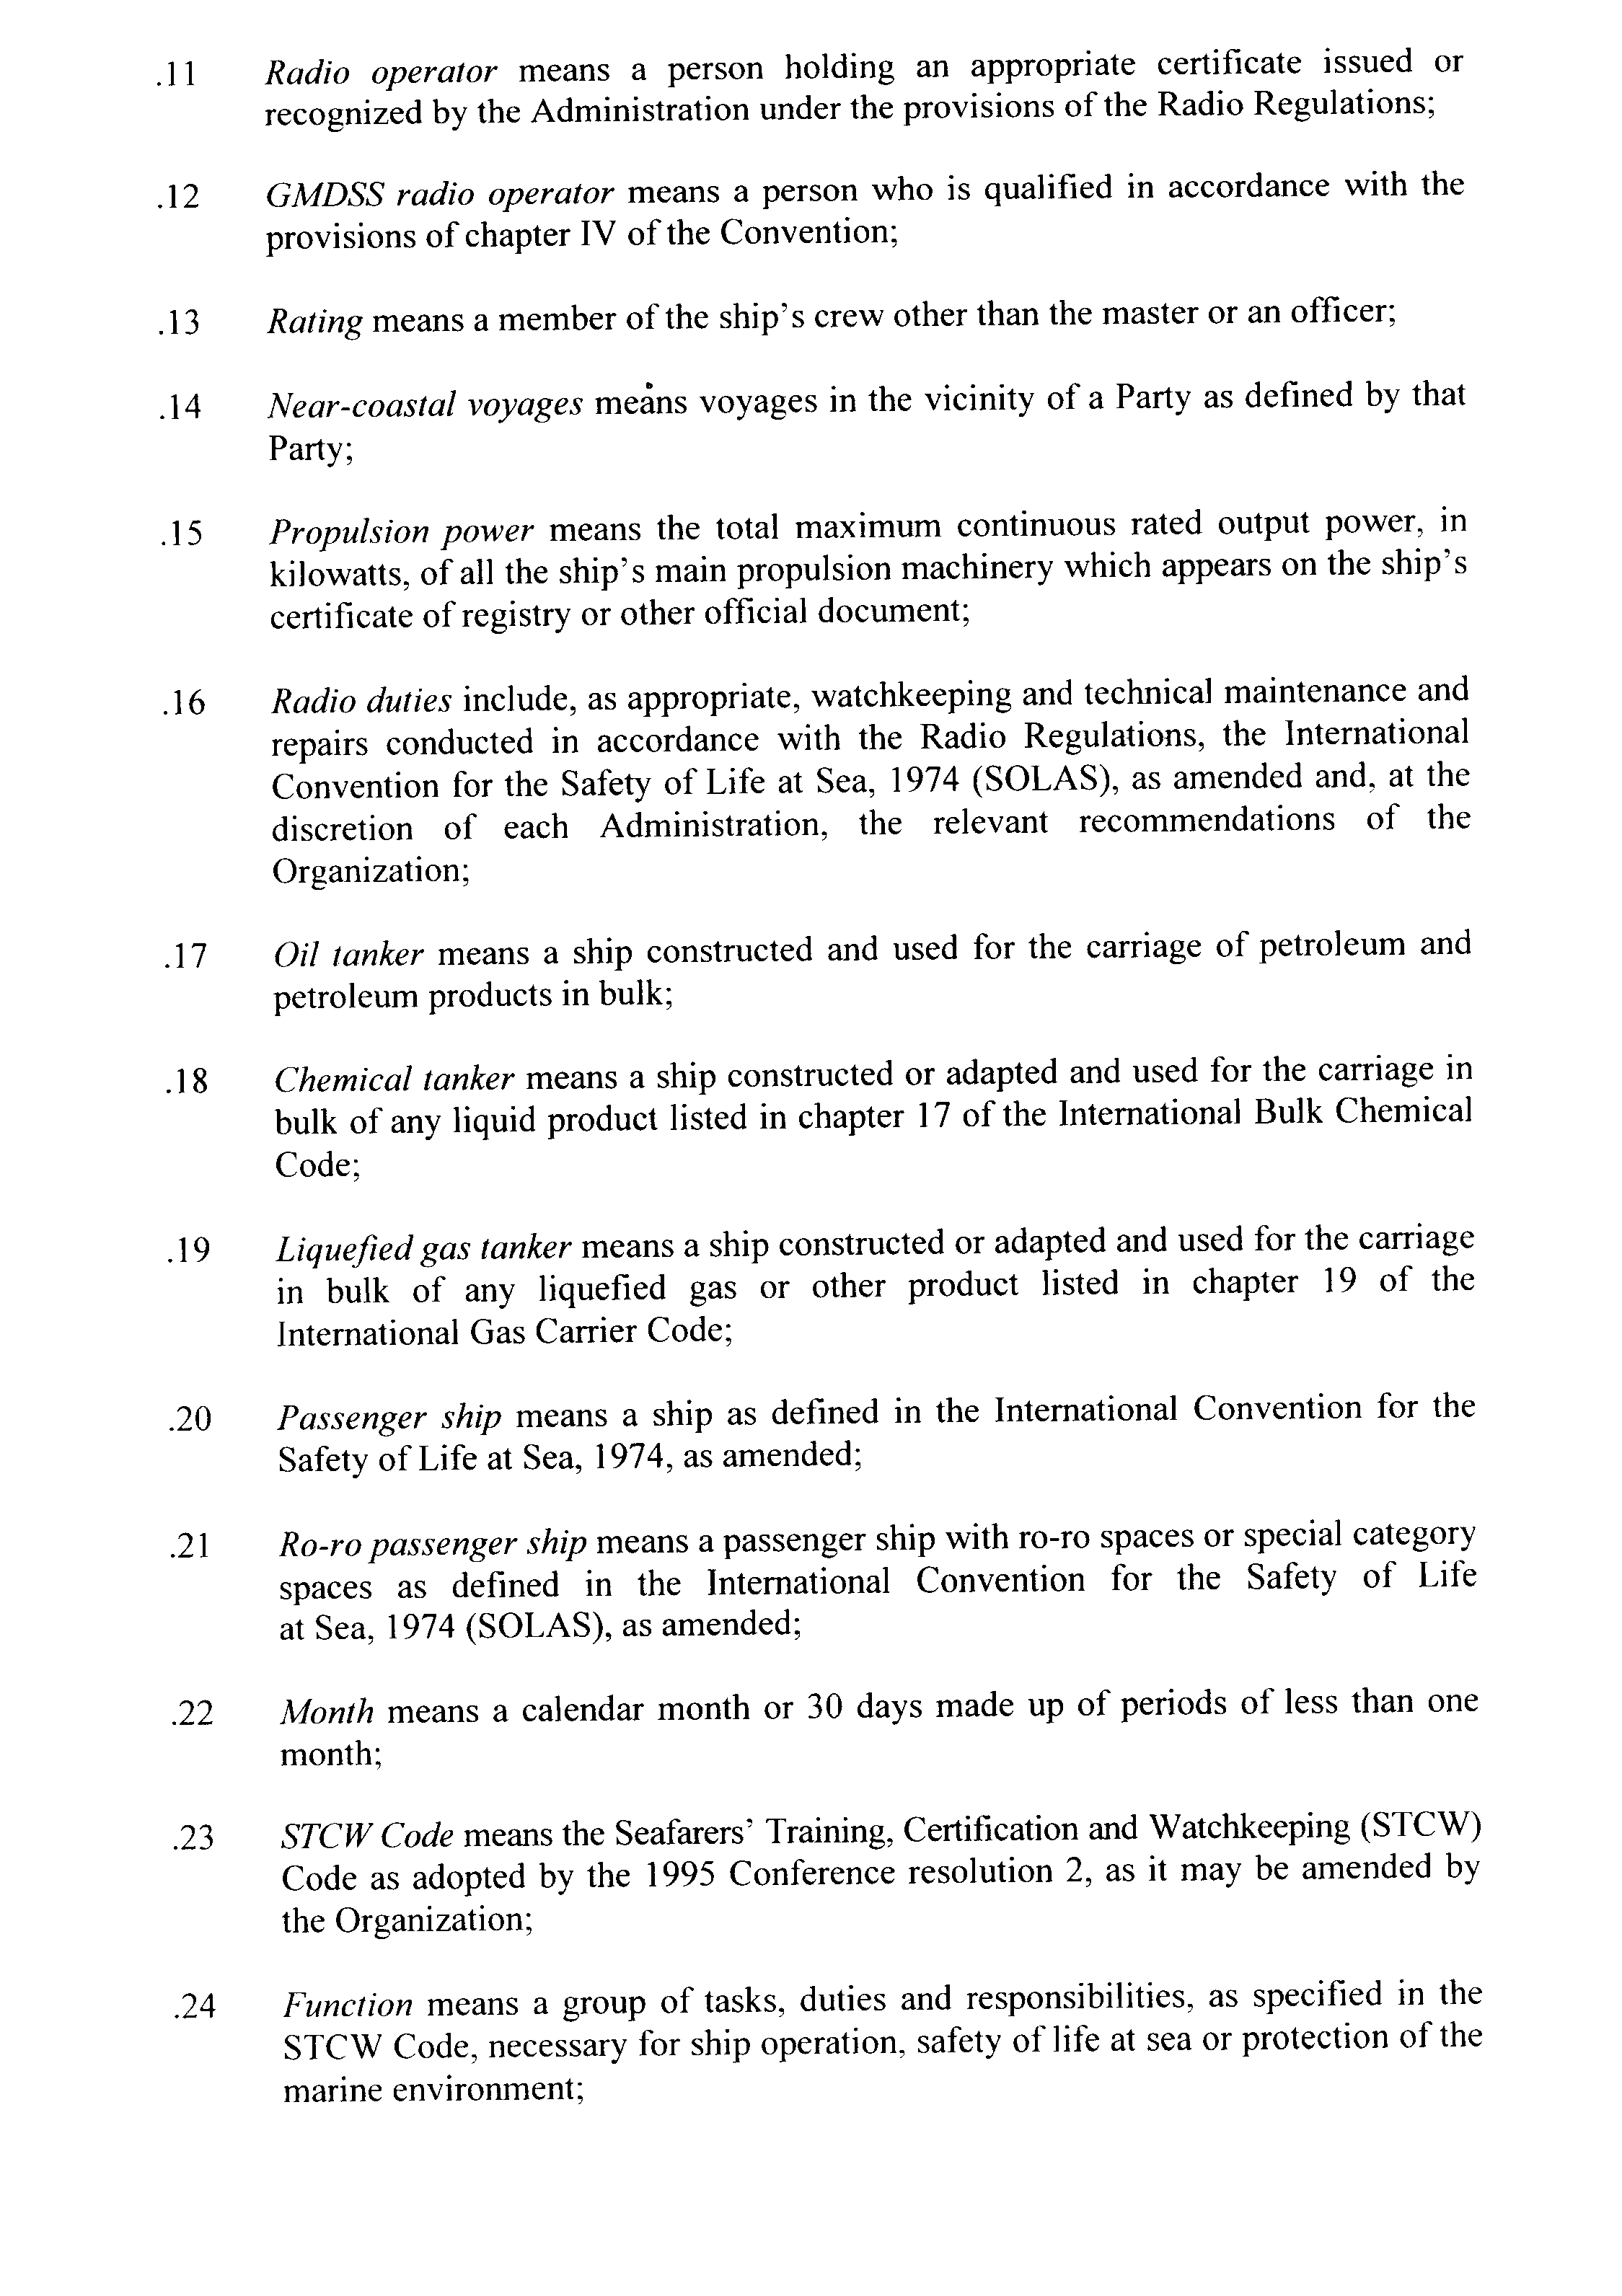 .11 Radio operator means a person holding an appropriate certificate issued or
recognized by the Administration under the provisions of the Radio Regulations;
.12 GMDSS radio operator means a person who is qualified in accordance with the
provisions of chapter IV of the Convention;
.13 Rating means a member of the ship's crew other than the master or an officer;
.14 Near-coastal voyages means voyages in the vicinity of a Party as defined by that
Party;
.15 Propulsion power means the total maximum continuous rated output power, in
kilowatts, of all the ship's main propulsion machinery which appears on the ship's
certificate of registry or other official document;
.16 Radio duties include, as appropriate, watchkeeping and technical maintenance and
repairs conducted in accordance with the Radio Regulations, the International
Convention for the Safety of Life at Sea, 1974 (SOLAS), as amended and, at the
discretion of each Administration, the relevant recommendations of the
Organization;
.17 Oil tanker means a ship constructed and used for the carriage of petroleum and
petroleum products in bulk;
.18 Chemical tanker means a ship constructed or adapted and used for the carriage in
bulk of any liquid product listed in chapter 17 of the International Bulk Chemical
Code;
.19 Liquefied gas tanker means a ship constructed or adapted and used for the carriage
in bulk of any liquefied gas or other product listed in chapter 19 of the
International Gas Carrier Code;
.20 Passenger ship means a ship as defined in the International Convention for the
Safety of Life at Sea, 1974, as amended;
.21 Ro-ro passenger ship means a passenger ship with ro-ro spaces or special category
spaces as defined in the International Convention for the Safety of Life
at Sea, 1974 (SOLAS), as amended;
.22 Month means a calendar month or 30 days made up of periods of less than one
month;
.23 STCW Code means the Seafarers' Training, Certification and Watchkeeping (STCW)
Code as adopted by the 1995 Conference resolution 2, as it may be amended by
the Organization;
.24 Function means a group of tasks, duties and responsibilities, as specified in the
STCW Code, necessary for ship operation, safety of life at sea or protection of the
marine environment;